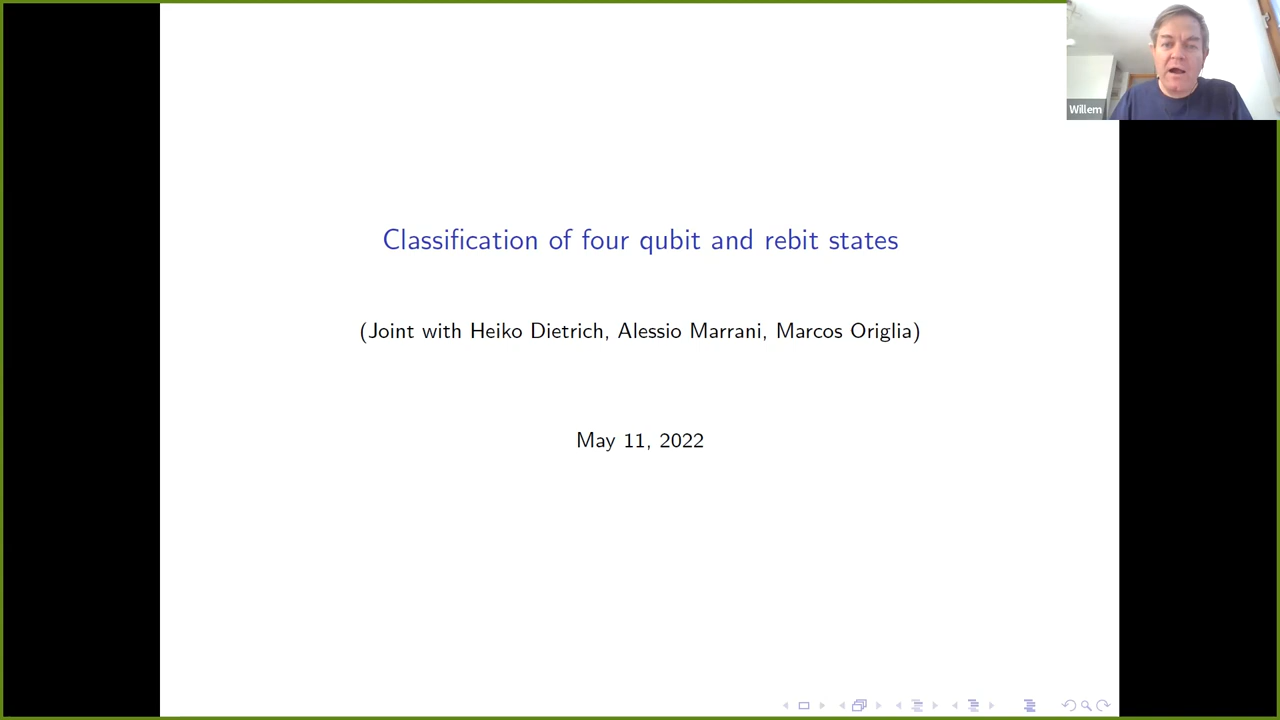 Willem
Classification of four qubit and rebit states
(Joint with Heiko Dietrich, Alessio Marrani, Marcos Origlia)
May 11, 2022